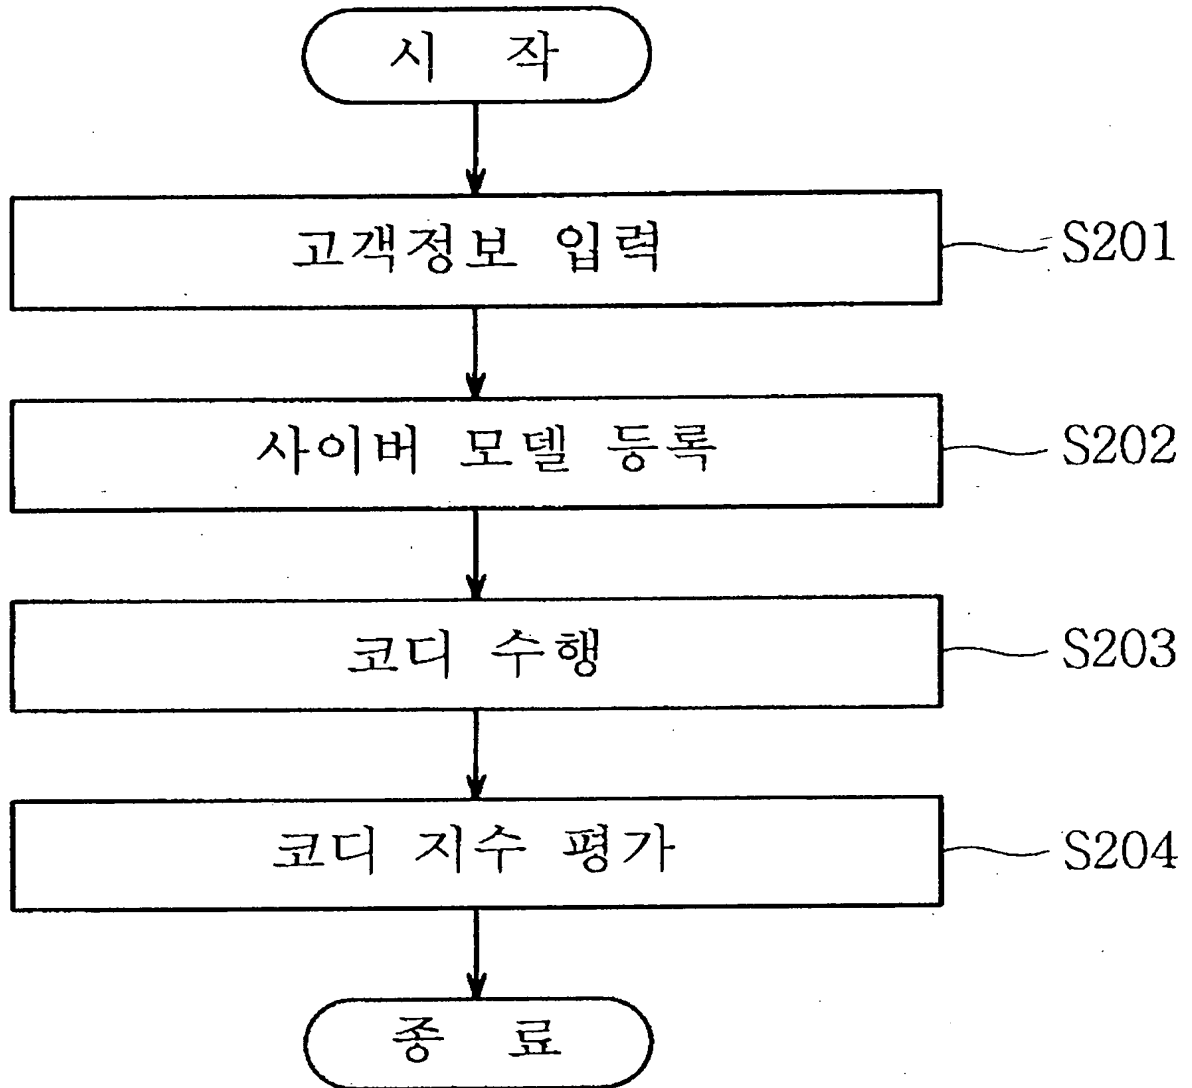 시 작
고객정보 입력
S201
사이버 모델 등록
S202
코디 수행
S203
코디 지수 평가
S204
종 료